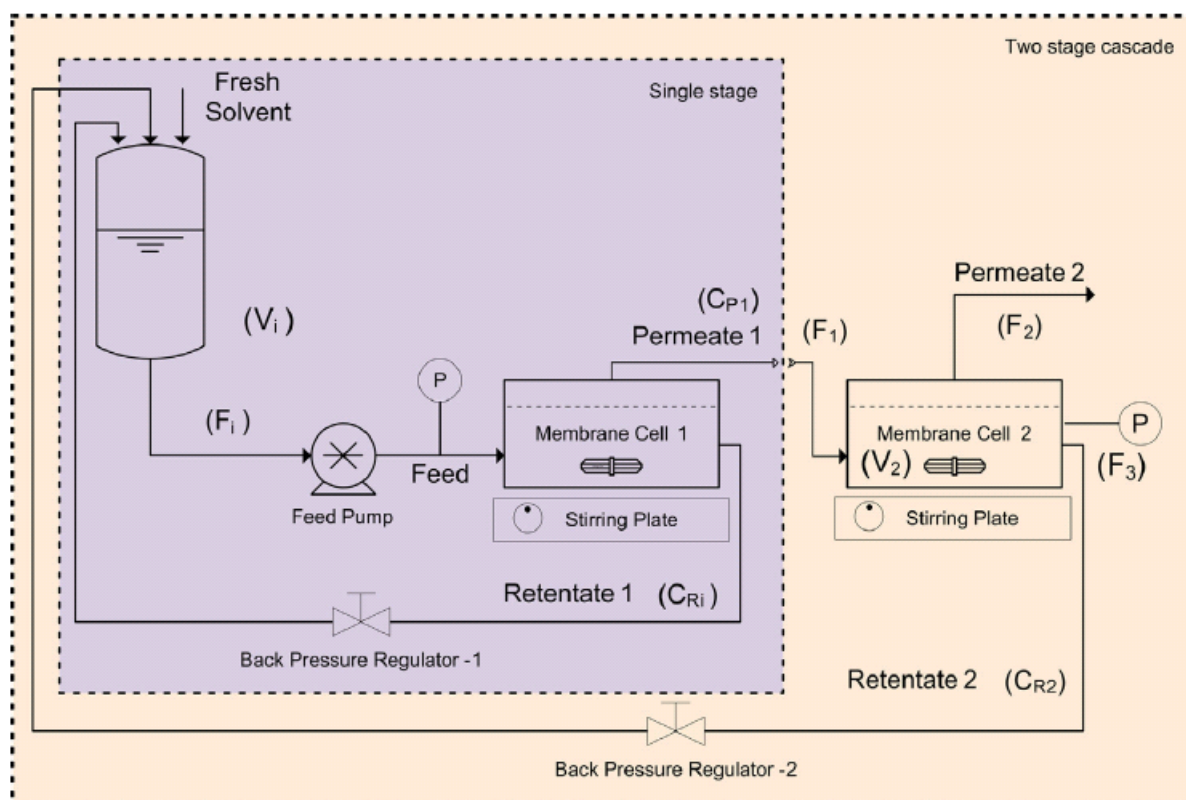 Two stage cascade
Single stage
Fresh
Solvent
(Vi)
(CP1)
Permeate 1
(F1)
Permeate 2
(F2)
(Fi)
P
Feed
Feed Pump
Membrane Cell 1
Stirring Plate
Membrane Cell 2
(V2)
P
(F3)
Stirring Plate
Retentate 1 (CRi)
Back Pressure Regulator -1
Retentate 2 (CR2)
Back Pressure Regulator -2